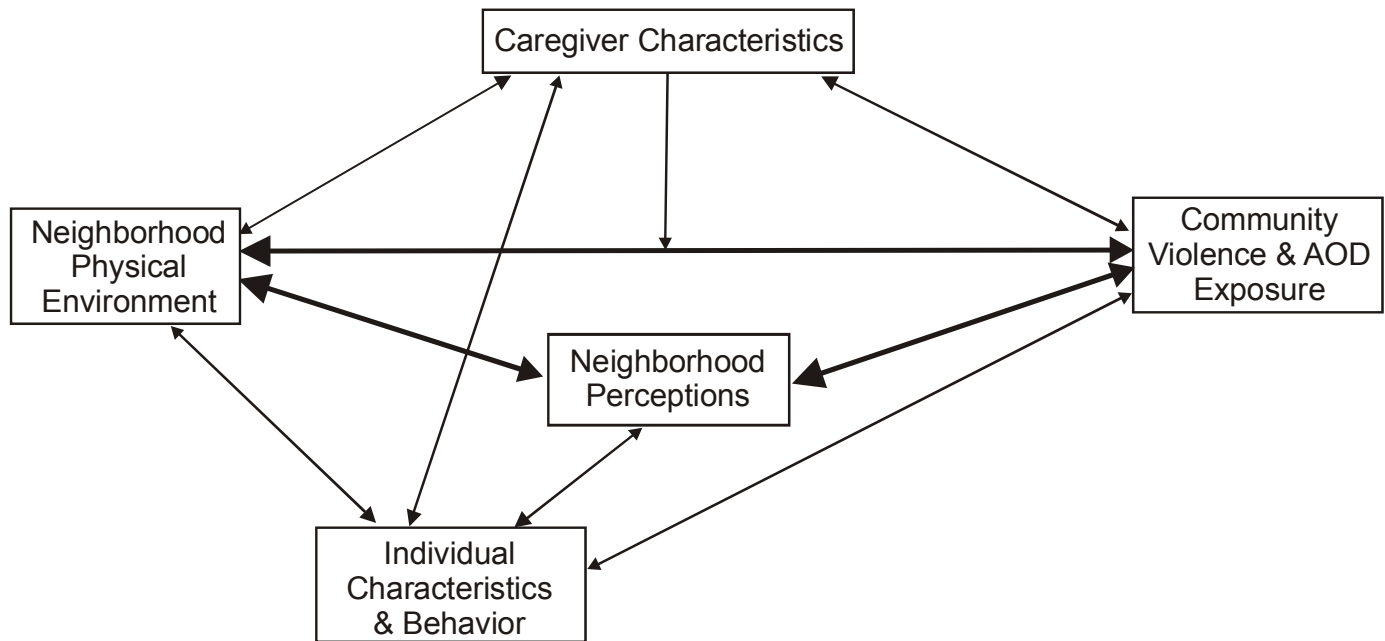 Caregiver Characteristics
Neighborhood
Physical
Environment
Community
Violence & AOD
Exposure
Neighborhood
Perceptions
Individual
Characteristics
& Behavior